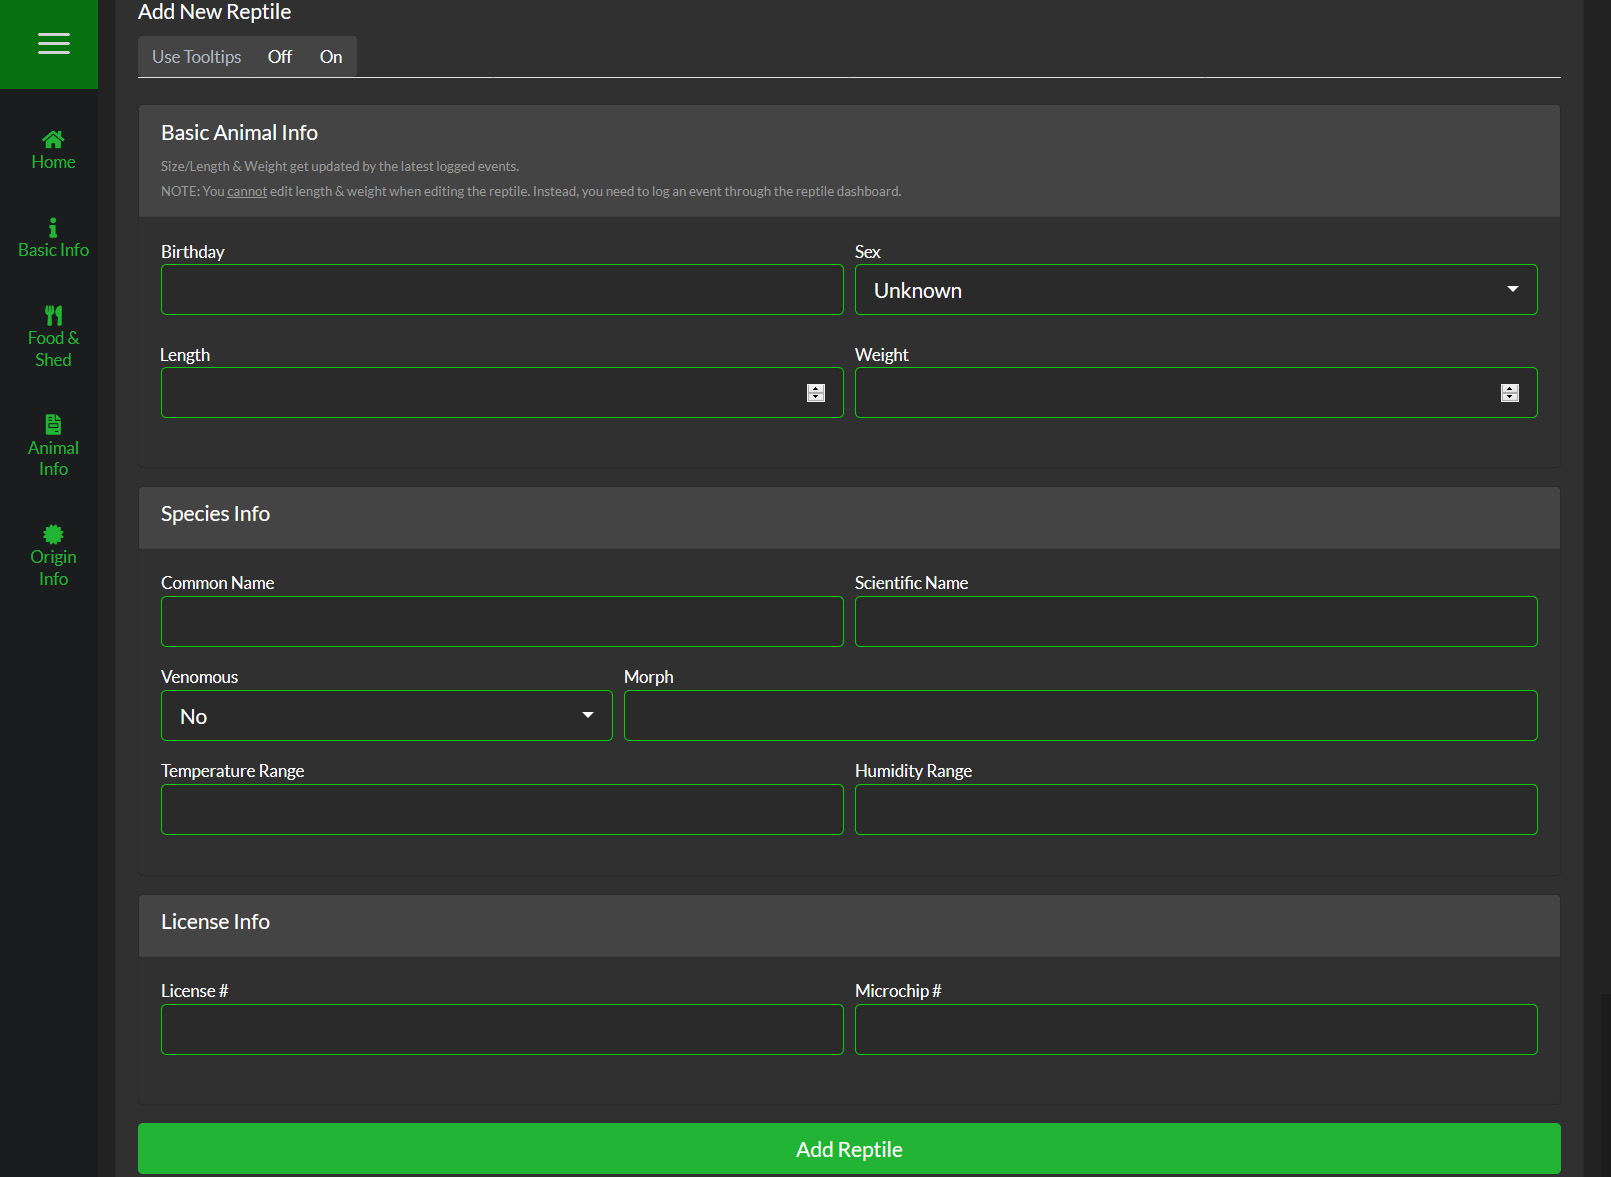 Add New Reptile
Use Tooltips Off On
Home
Basic Info
Food &
Shed
Animal
Info
Origin
Info
Basic Animal Info
Size/Length & Weight get updated by the latest logged events.
NOTE: You cannot edit length & weight when editing the reptile. Instead, you need to log an event through the reptile dashboard.
Birthday
Sex
Unknown
Length
Weight
Species Info
Common Name
Scientific Name
Venomous
Morph
No
Temperature Range
Humidity Range
License Info
License #
Microchip #
Add Reptile